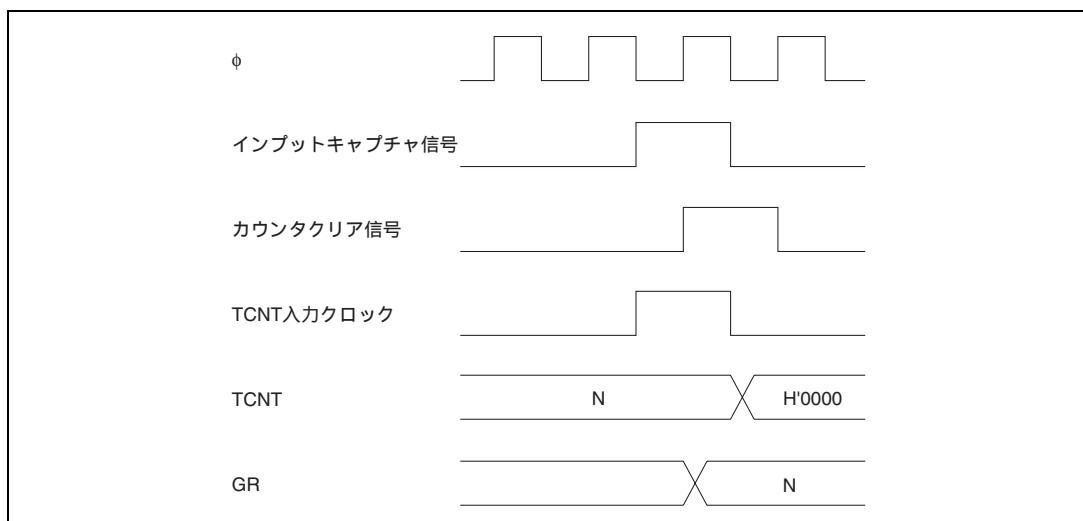 φ
インプットキャプチャ信号
カウンタクリア信号
TCNT入力クロック
TCNT N H'0000
GR N